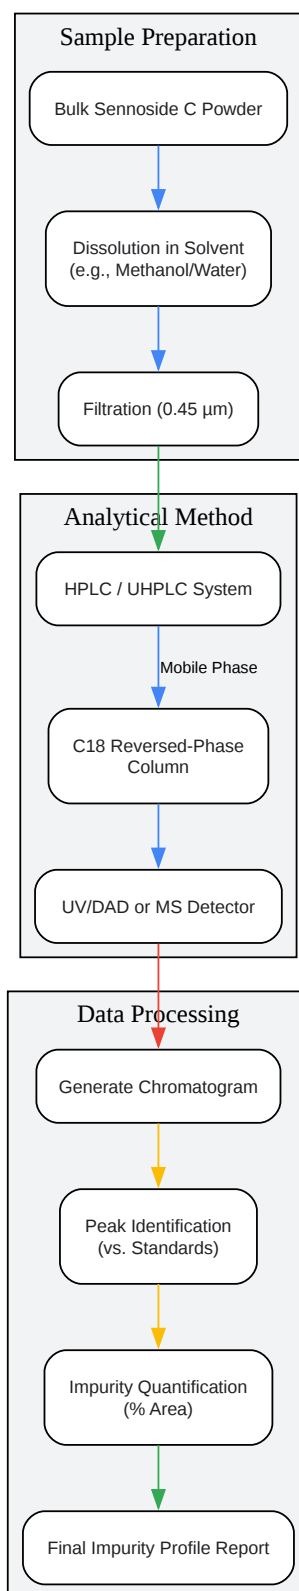 Sample Preparation
Bulk Sennoside C Powder
Dissolution in Solvent
(e.g., Methanol/Water)
Filtration (0.45 µm)
Analytical Method
HPLC / UHPLC System
Mobile Phase
C18 Reversed-Phase
Column
UV/DAD or MS Detector
Data Processing
Generate Chromatogram
Peak Identification
(vs. Standards)
Impurity Quantification
(% Area)
Final Impurity Profile Report